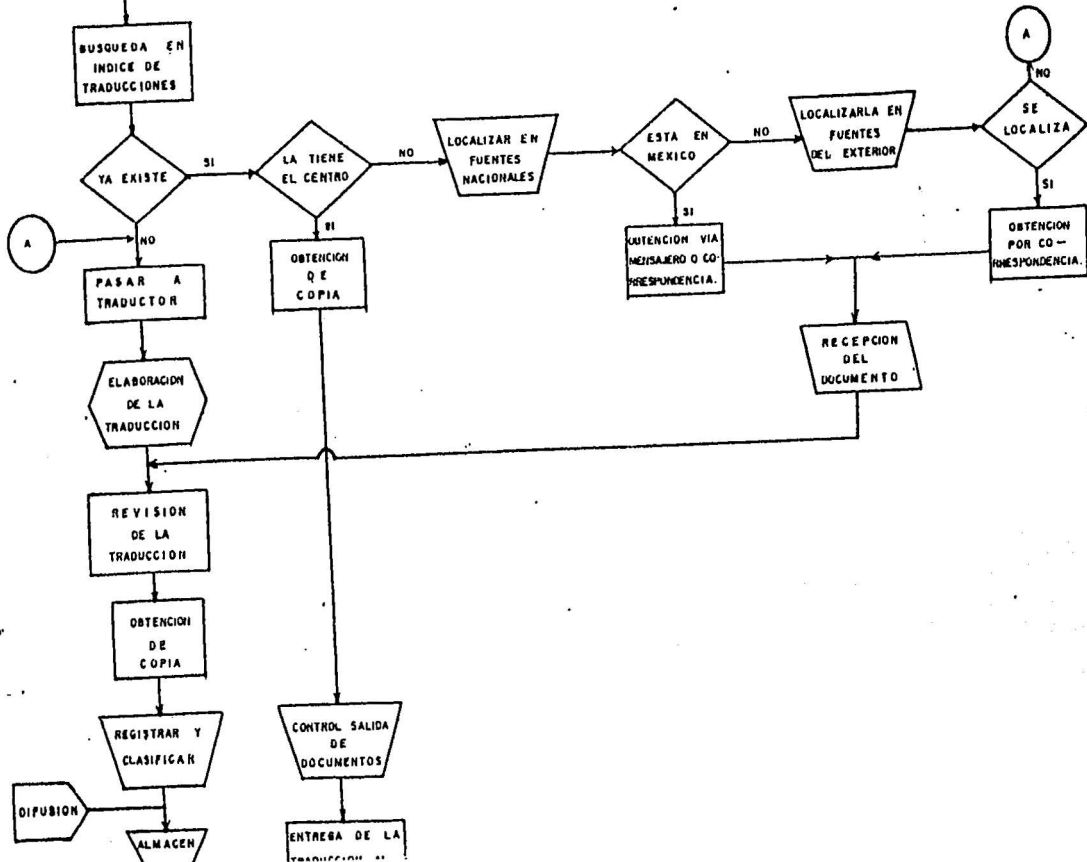 BUSQUEDA EN
INDICE DE
TRADUCCIONES
YA EXISTE
SI
LA TIENE
EL CENTRO
NO
LOCALIZAR EN
FUENTES
NACIONALES
ESTA EN
MEXICO
NO
LOCALIZARLA EN
FUENTES
DEL EXTERIOR
SE
LOCALIZA
NO
A
A
NO
SI
OBTENCION
DE
COPIA
SI
OBTENCION VIA
MENSAJERO O CO-
RRESPONDENCIA.
SI
OBTENCION
POR CO-
RRESPONDENCIA.
PASAR A
TRADUCTOR
ELABORACION
DE LA
TRADUCCION
RECEPCION
DEL
DOCUMENTO
REVISION
DE LA
TRADUCCION
OBTENCION
DE
COPIA
REGISTRAR Y
CLASIFICAR
CONTROL SALIDA
DE
DOCUMENTOS
DIFUSION
ALMACEN
ENTREGA DE LA
TRADUCCION